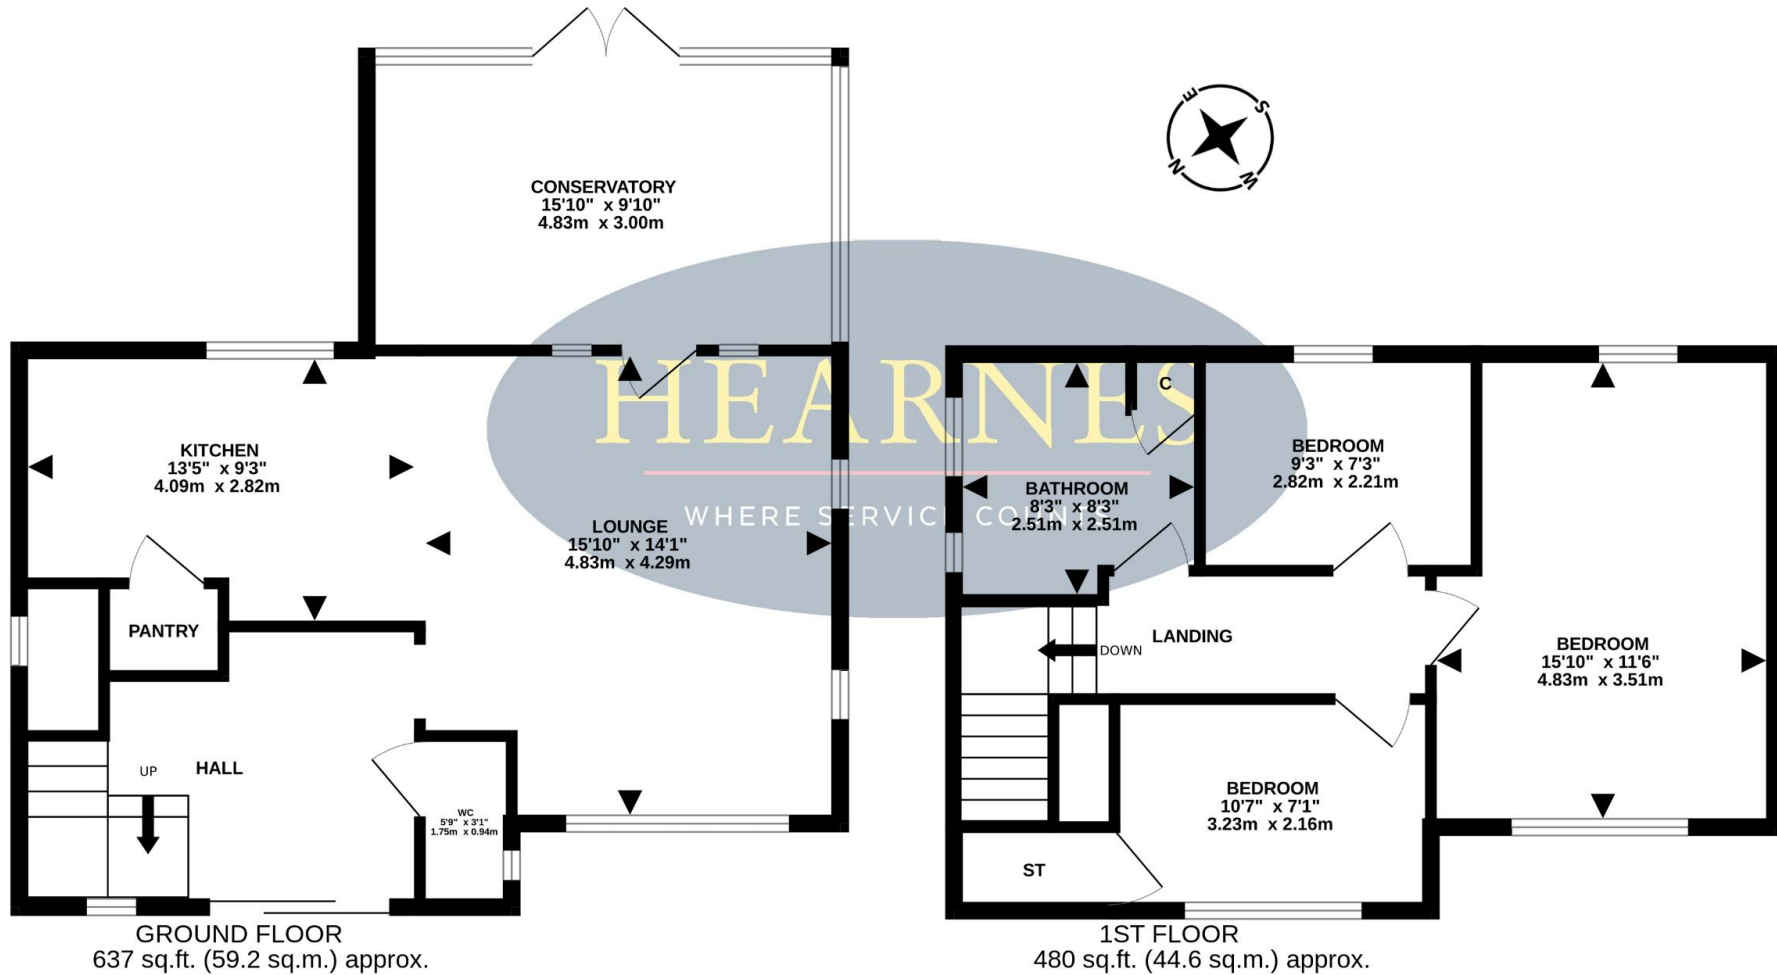 CONSERVATORY
15'10" x 9'10"
4.83m x 3.00m
E
S
N
W
HEARNES
WHERE SERVICE COUNTS
KITCHEN
13'5" x 9'3"
4.09m x 2.82m
LOUNGE
15'10" x 14'1"
4.83m x 4.29m
PANTRY
HALL
UP
WC
5'9" x 3'1"
1.75m x 0.94m
GROUND FLOOR
637 sq.ft. (59.2 sq.m.) approx.
C
BEDROOM
9'3" x 7'3"
2.82m x 2.21m
BATHROOM
8'3" x 8'3"
2.51m x 2.51m
LANDING
DOWN
BEDROOM
15'10" x 11'6"
4.83m x 3.51m
BEDROOM
10'7" x 7'1"
3.23m x 2.16m
ST
1ST FLOOR
480 sq.ft. (44.6 sq.m.) approx.